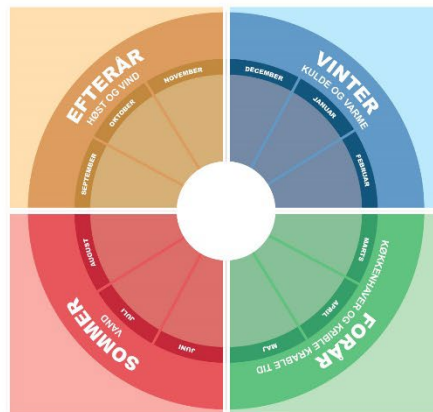 EFTERÅR
HØST OG VIND
SEPTEMBER
OKTOBER
NOVEMBER
VINTER
KULDE OG VARME
DECEMBER
JANUAR
FEBRUAR
FORÅR
KØKKENHAVER OG KRIBLE KRABLE TID
MARTS
APRIL
MAJ
SOMMER
VAND
JUNI
JULI
AUGUST